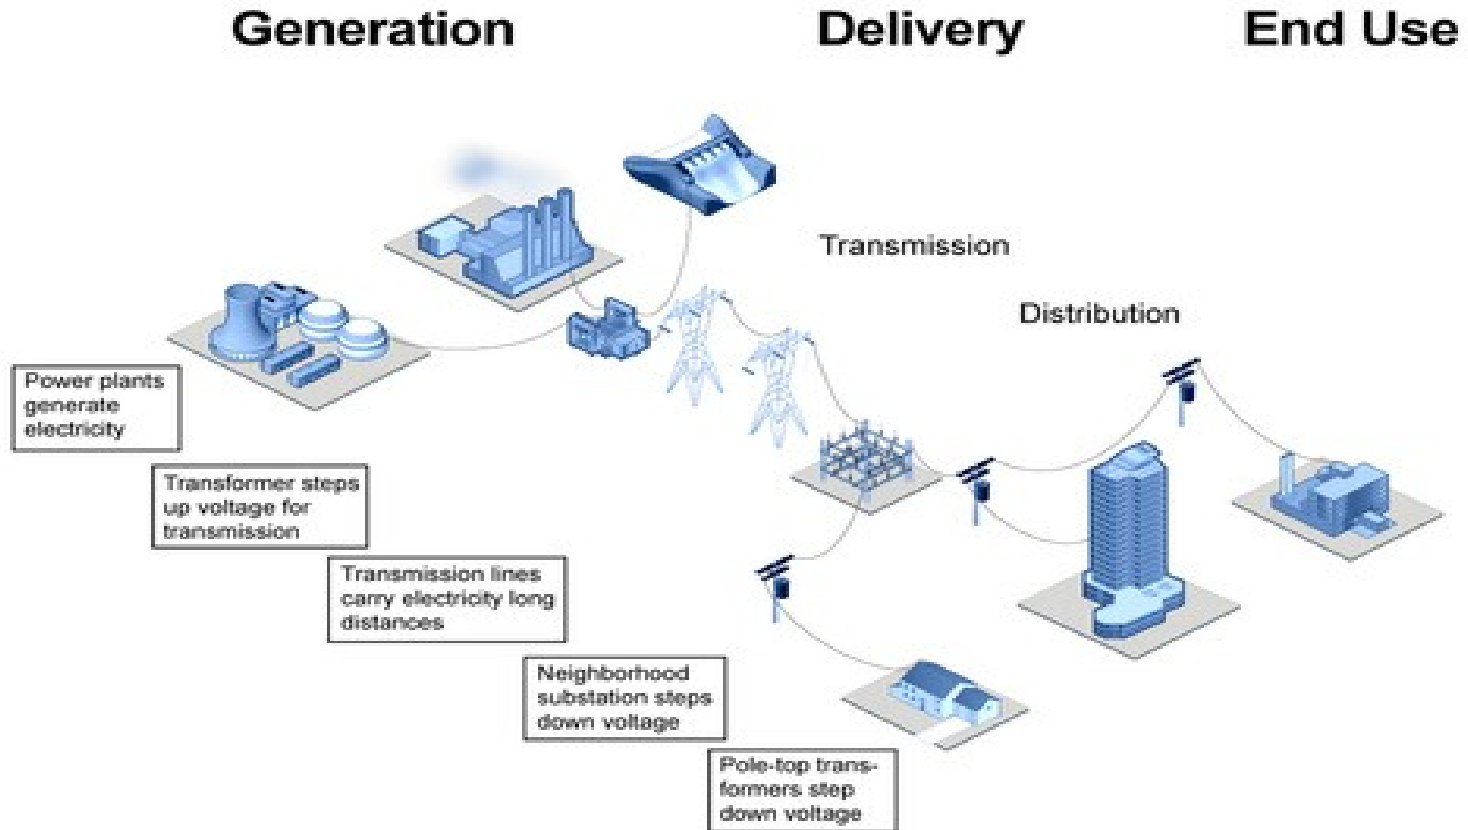 Generation
Delivery
End Use
Transmission
Distribution
Power plants
generate
electricity
Transformer steps
up voltage for
transmission
Transmission lines
carry electricity long
distances
Neighborhood
substation steps
down voltage
Pole-top trans-
formers step
down voltage